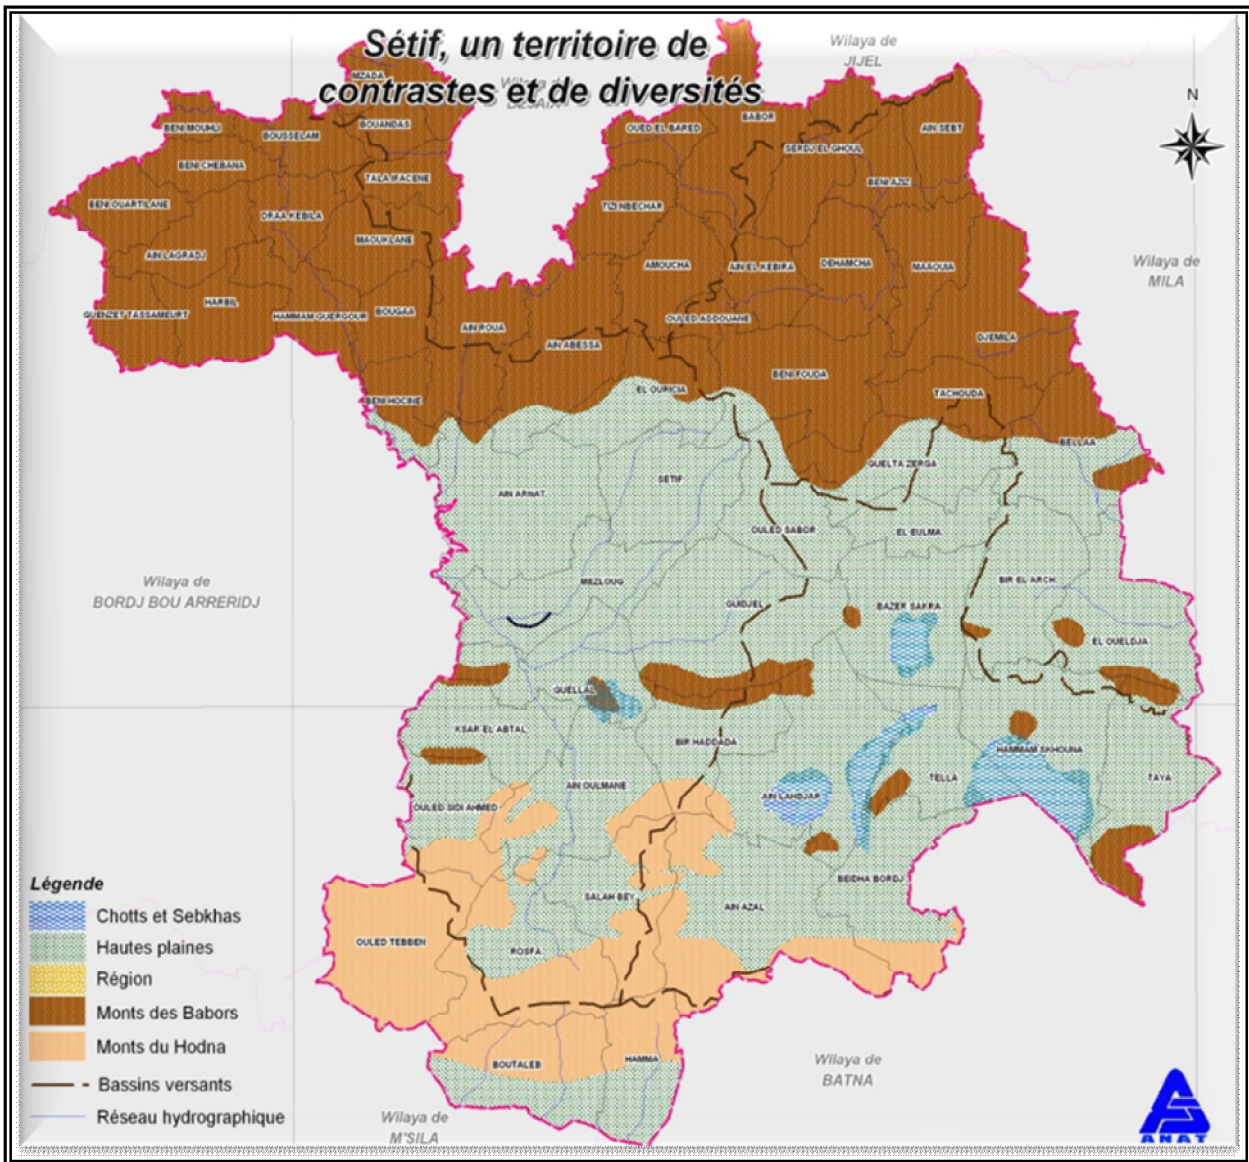 Sétif, un territoire de
contrastes et de diversités
Wilaya de
JIJEL
N
MZADA
BENI MOUHLI
BOUSSELAM
BOUANDAS
OUED EL BARED
BABOR
AIN SEBT
SERDJ EL GHOUL
BENI CHEBANA
TALA IFACENE
BENI AZIZ
BENI OUARTILANE
DRAA KEBILA
TIZI NBECHAR
MAOUKLANE
AIN LAGRADJ
AMOUCHA
AIN EL KEBIRA
DEHAMCHA
MAAOUIA
Wilaya de
MILA
GUENZET TASSAMEURT
HARBIL
HAMMAM GUERGOUR
BOUGAA
AIN ROUA
OULED ADDOUANE
AIN ABESSA
DJEMILA
BENI FOUDA
EL OURICIA
TACHOUDA
BENI HOCINE
BELLAA
GUELTA ZERGA
SETIF
AIN ARNAT
OULED SABOR
EL EULMA
Wilaya de
BORDJ BOU ARRERIDJ
MEZLOUG
BIR EL ARCH
GUIDJEL
BAZER SAKRA
EL OUELDJA
GUELLAL
KSAR EL ABTAL
BIR HADDADA
HAMMAM SKHOUNA
AIN OULMANE
TELLA
TAYA
OULED SIDI AHMED
AIN LAHDJAR
BEIDHA BORDJ
SALAH BEY
AIN AZAL
OULED TEBBEN
ROSFA
BOUTALEB
HAMMA
Wilaya de
BATNA
Wilaya de
M'SILA
Légende
Chotts et Sebkhas
Hautes plaines
Région
Monts des Babors
Monts du Hodna
Bassins versants
Réseau hydrographique
ANAT